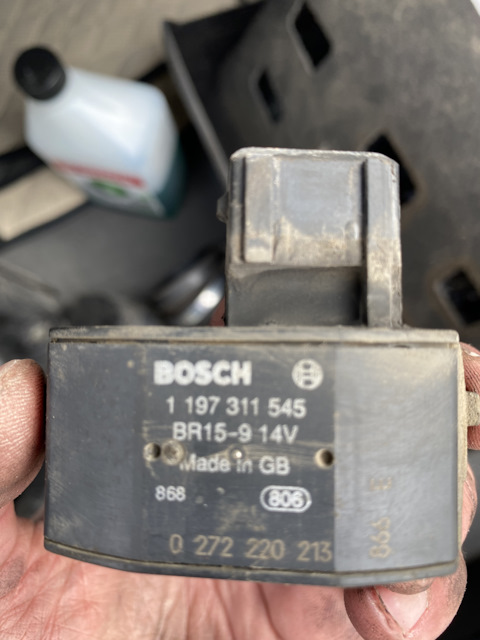 BOSCH
1 197 311 545
BR15-9 14V
Made in GB
868 806
0 272 220 213